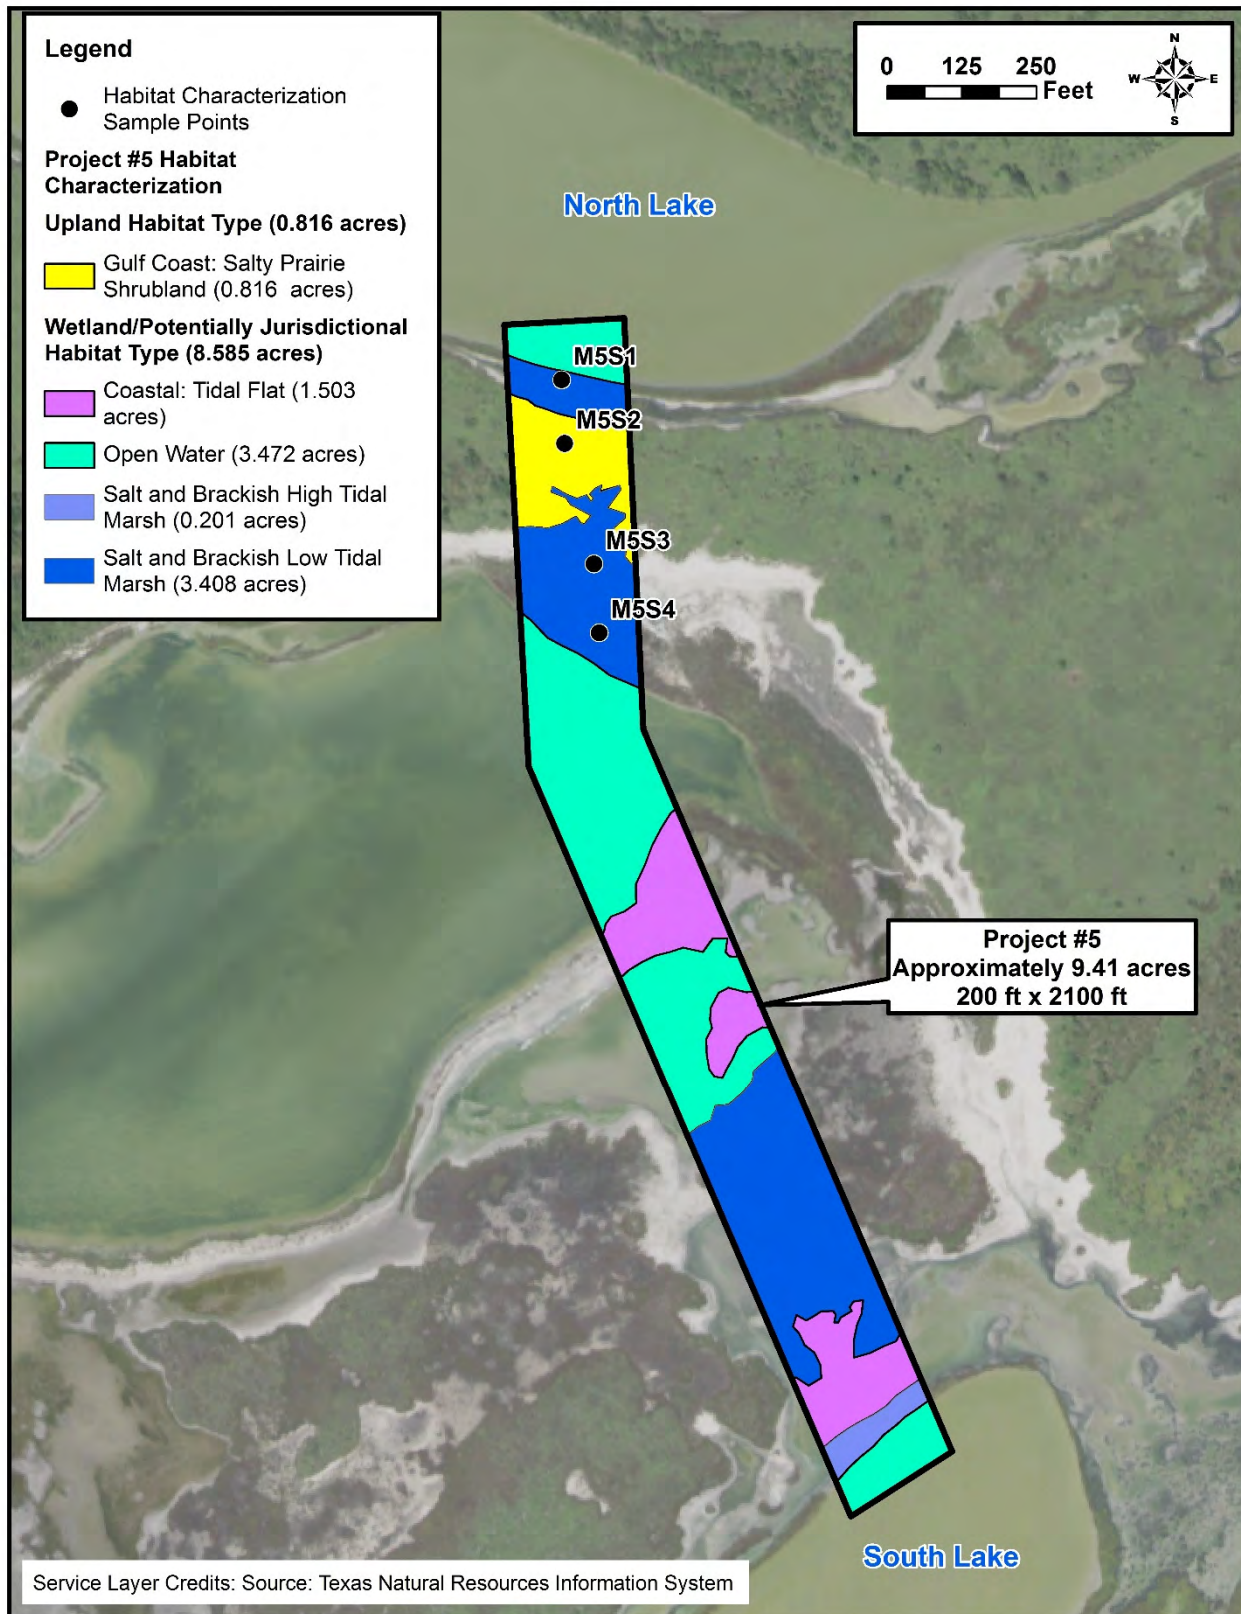 Legend
Habitat Characterization
Sample Points
Project #5 Habitat
Characterization
Upland Habitat Type (0.816 acres)
Gulf Coast: Salty Prairie
Shrubland (0.816 acres)
Wetland/Potentially Jurisdictional
Habitat Type (8.585 acres)
Coastal: Tidal Flat (1.503
acres)
Open Water (3.472 acres)
Salt and Brackish High Tidal
Marsh (0.201 acres)
Salt and Brackish Low Tidal
Marsh (3.408 acres)
0 125 250
Feet
N
W E
S
North Lake
M5S1
M5S2
M5S3
M5S4
Project #5
Approximately 9.41 acres
200 ft x 2100 ft
South Lake
Service Layer Credits: Source: Texas Natural Resources Information System